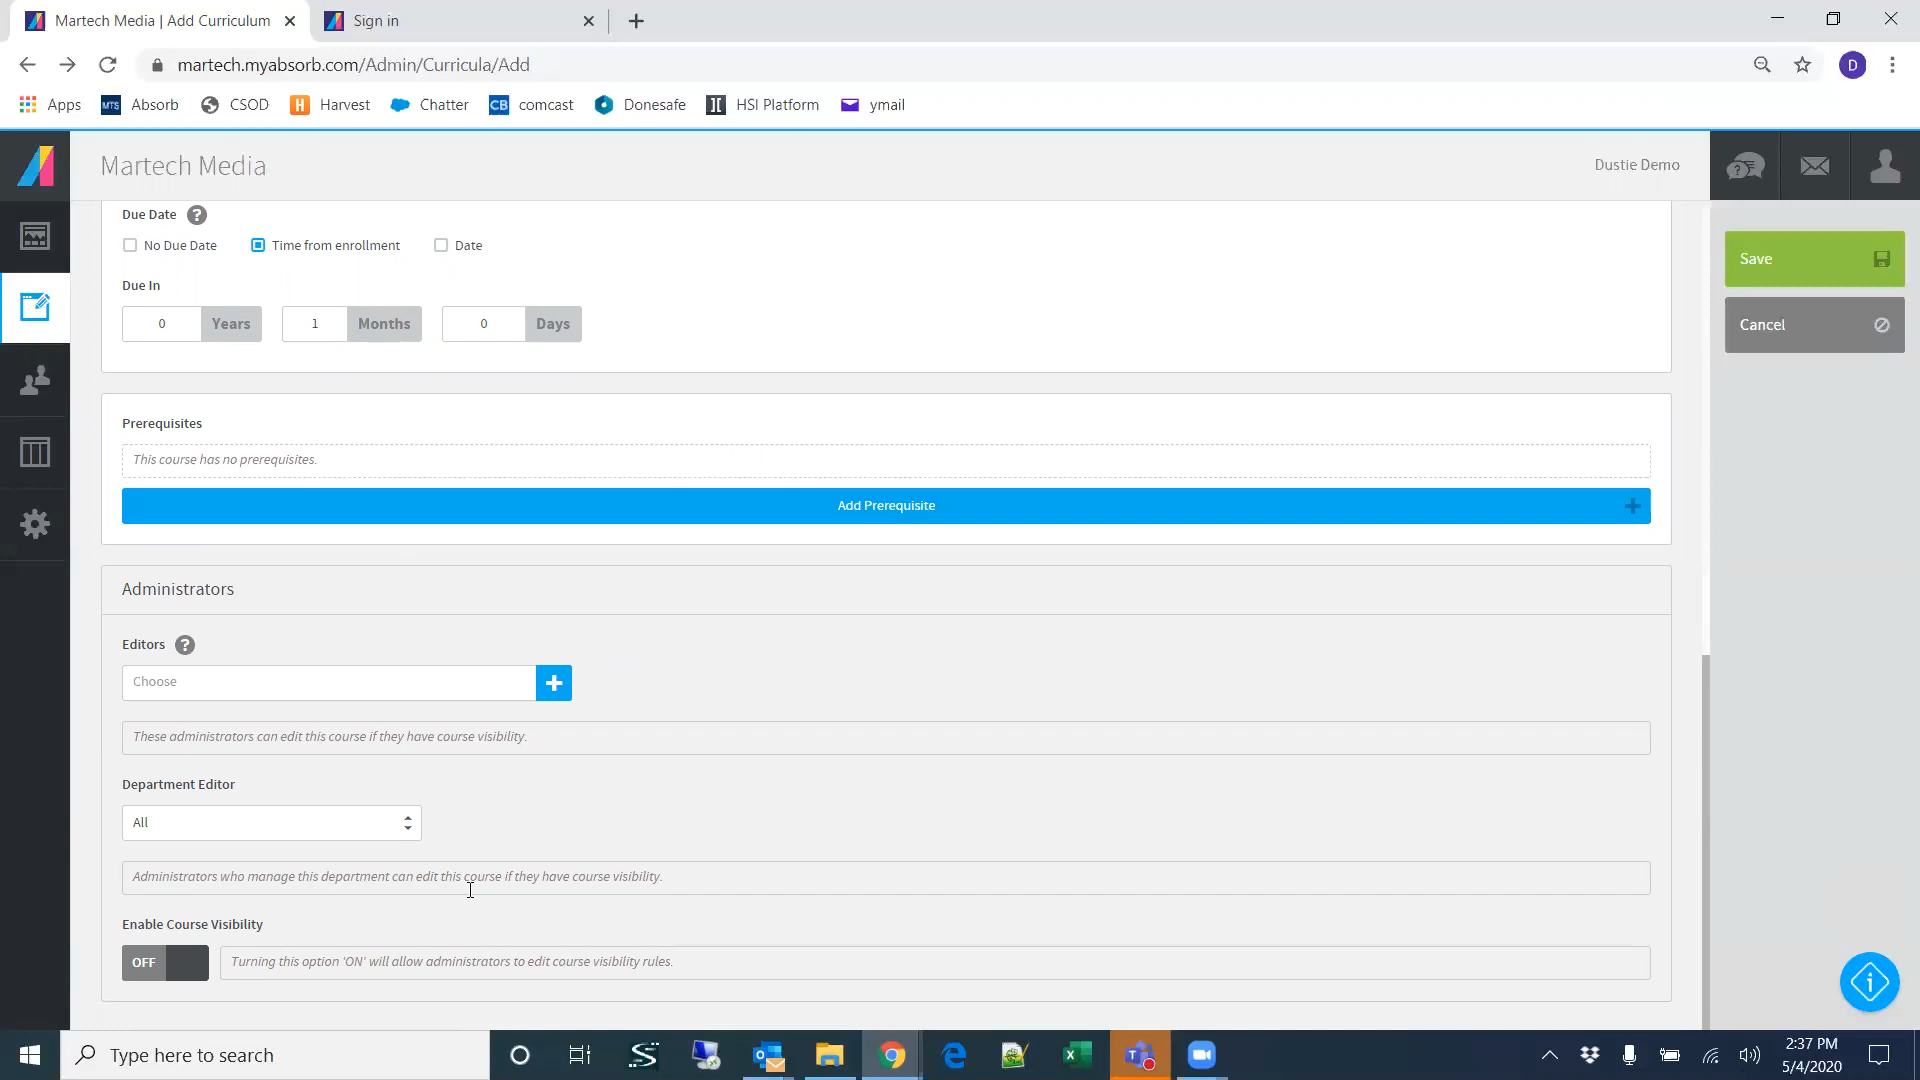 Martech Media | Add Curriculum
Sign in
martech.myabsorb.com/Admin/Curricula/Add
D
Apps
MTS Absorb
CSOD
H Harvest
Chatter
CB comcast
Donesafe
HSI Platform
ymail
Martech Media
Dustie Demo
Due Date ?
No Due Date
Time from enrollment
Date
Due In
0 Years
1 Months
0 Days
Save
Cancel
Prerequisites
This course has no prerequisites.
Add Prerequisite
Administrators
Editors ?
Choose
These administrators can edit this course if they have course visibility.
Department Editor
All
Administrators who manage this department can edit this course if they have course visibility.
Enable Course Visibility
OFF
Turning this option 'ON' will allow administrators to edit course visibility rules.
Type here to search
2:37 PM
5/4/2020